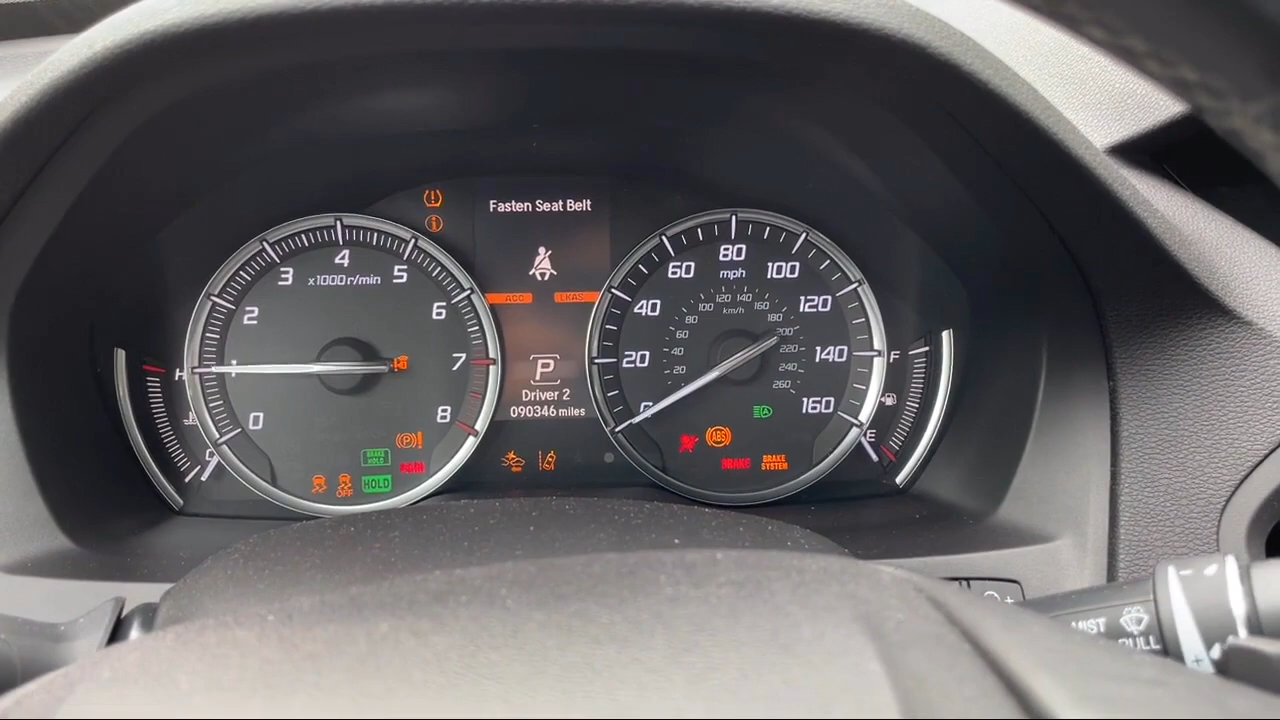 Fasten Seat Belt
ACC LKAS
P
Driver 2
090346 miles
0 1 2 3 4 5 6 7 8
x1000 r/min
H
C
(P)!
BRAKE HOLD
HOLD
OFF
0 20 40 60 80 100 120 140 160
mph
20 40 60 80 100 120 140 160 180 200 220 240 260
km/h
A
ABS
BRAKE
BRAKE SYSTEM
F
E
MIST
PULL